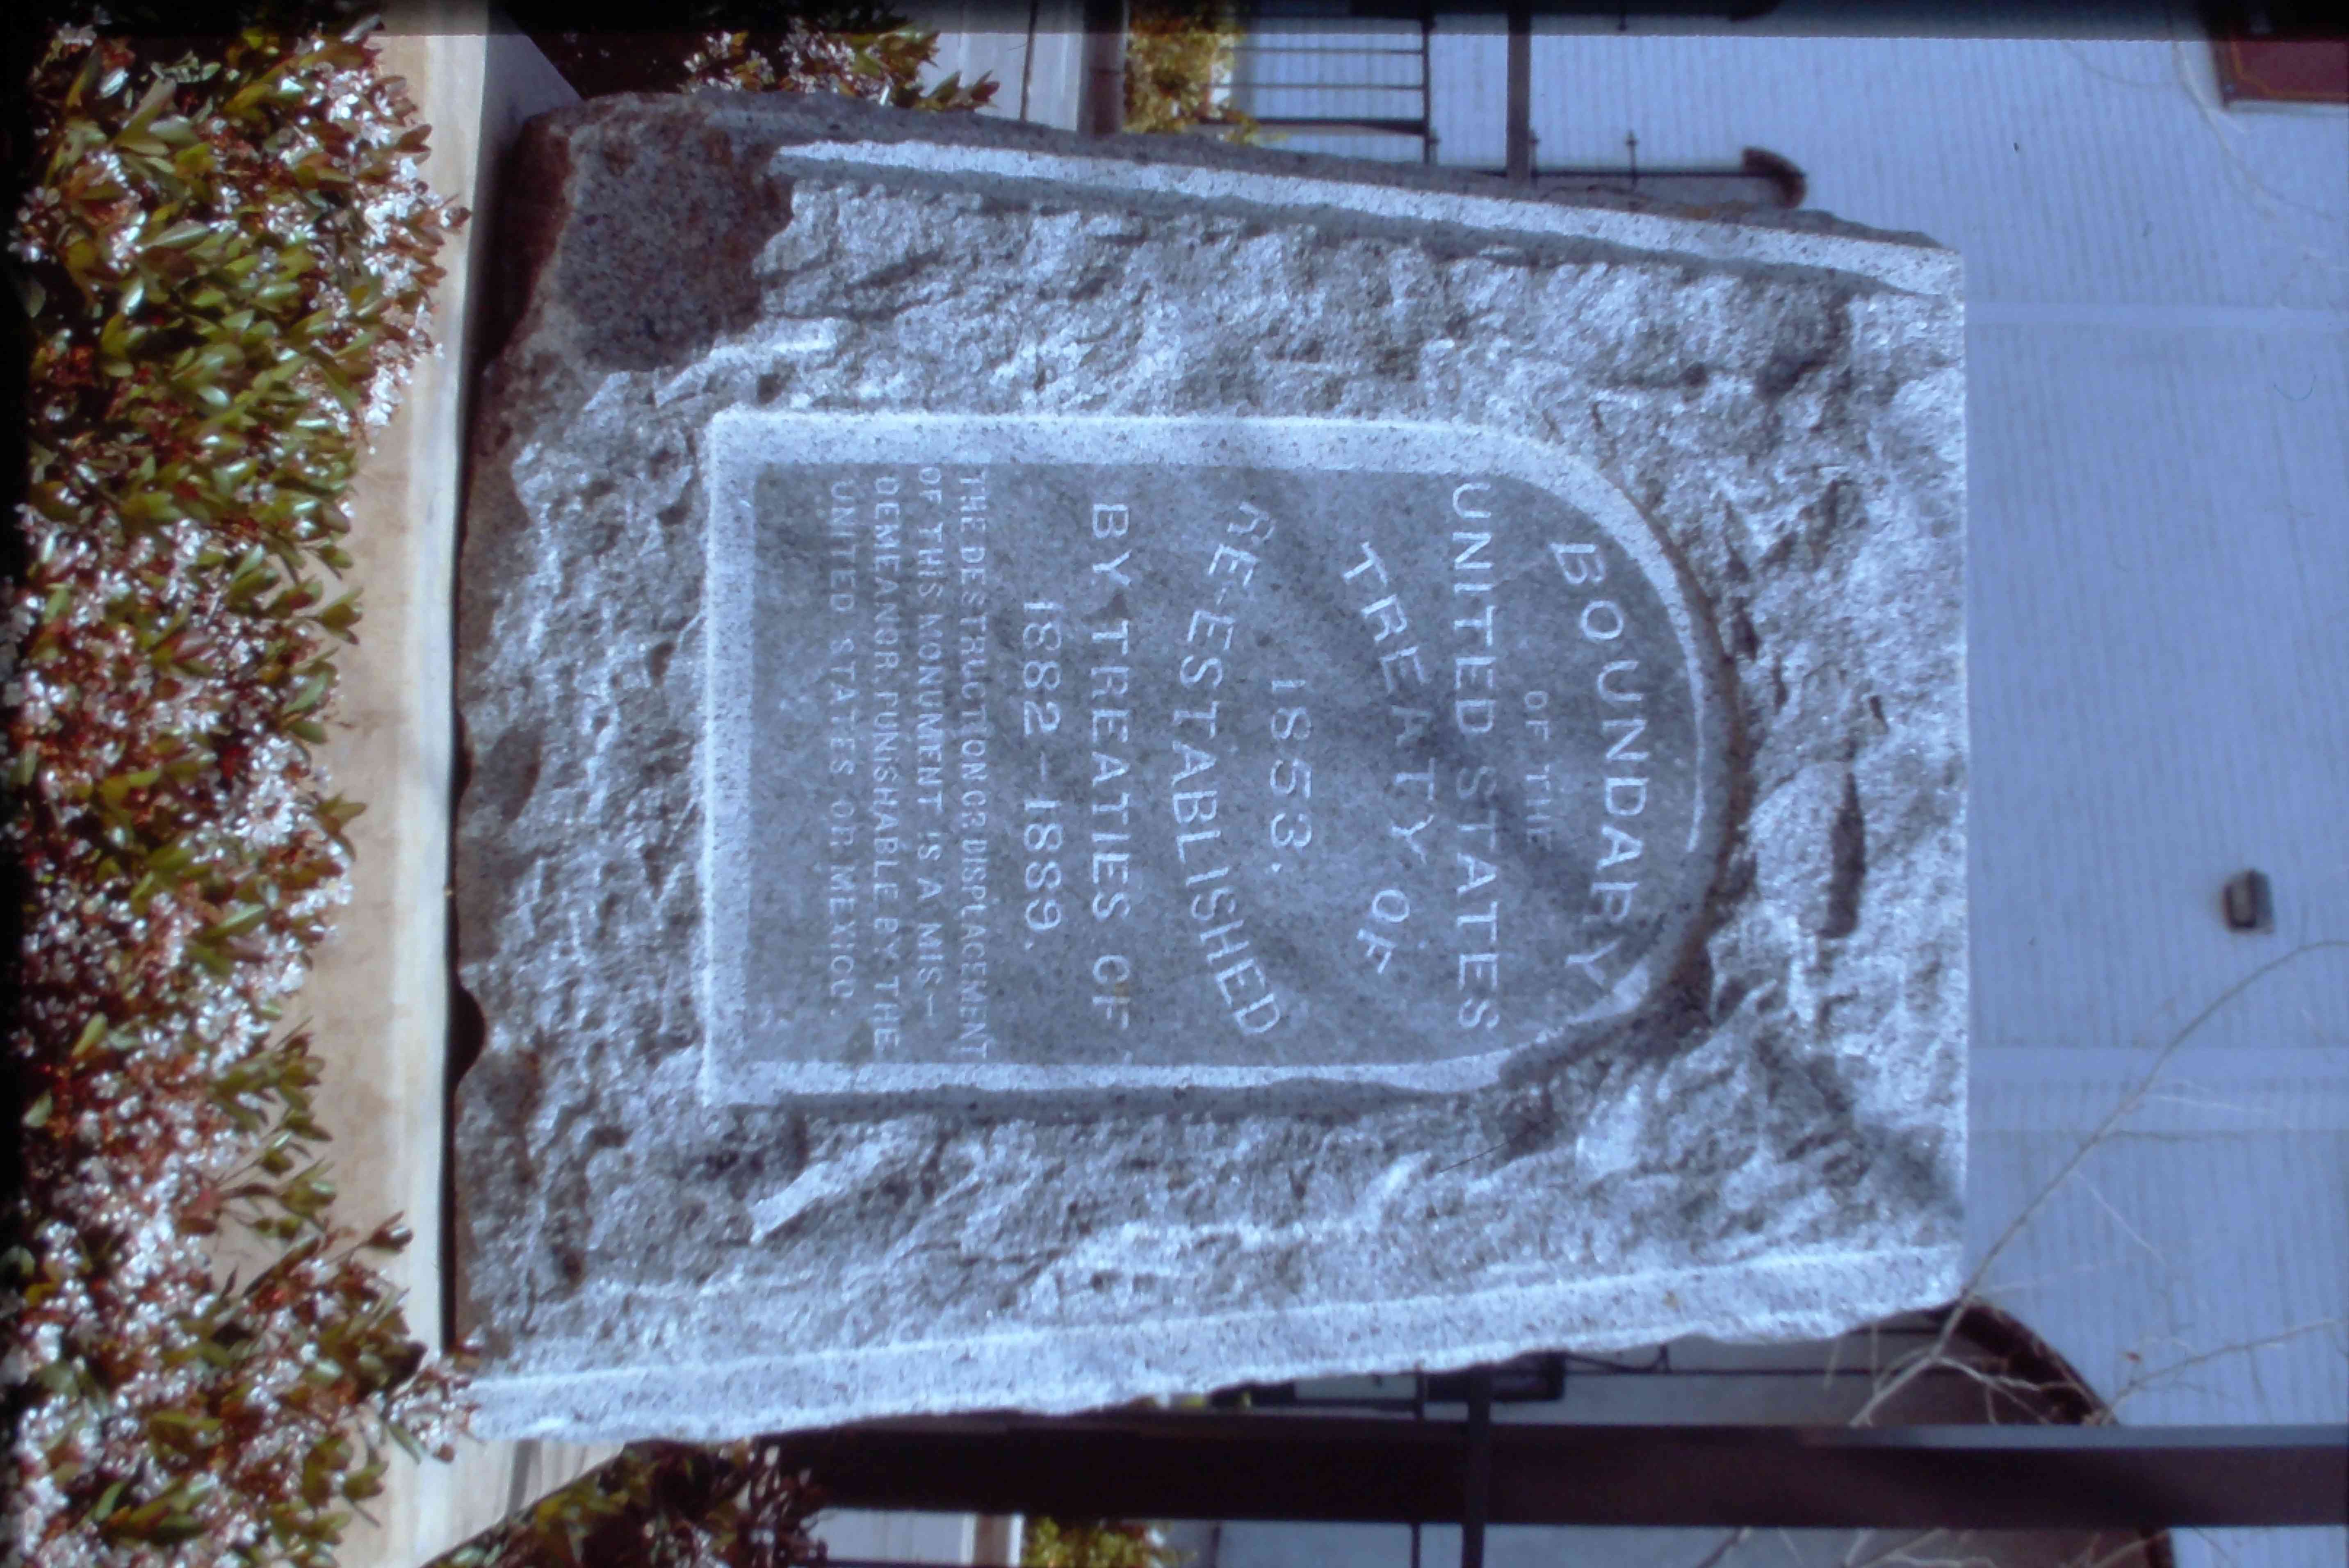 BOUNDARY
OF THE
UNITED STATES
TREATY OF
1853.
RE-ESTABLISHED
BY TREATIES OF
1882-1889.
THE DESTRUCTION OR DISPLACEMENT
OF THIS MONUMENT IS A MIS-
DEMEANOR, PUNISHABLE BY THE
UNITED STATES OR MEXICO.